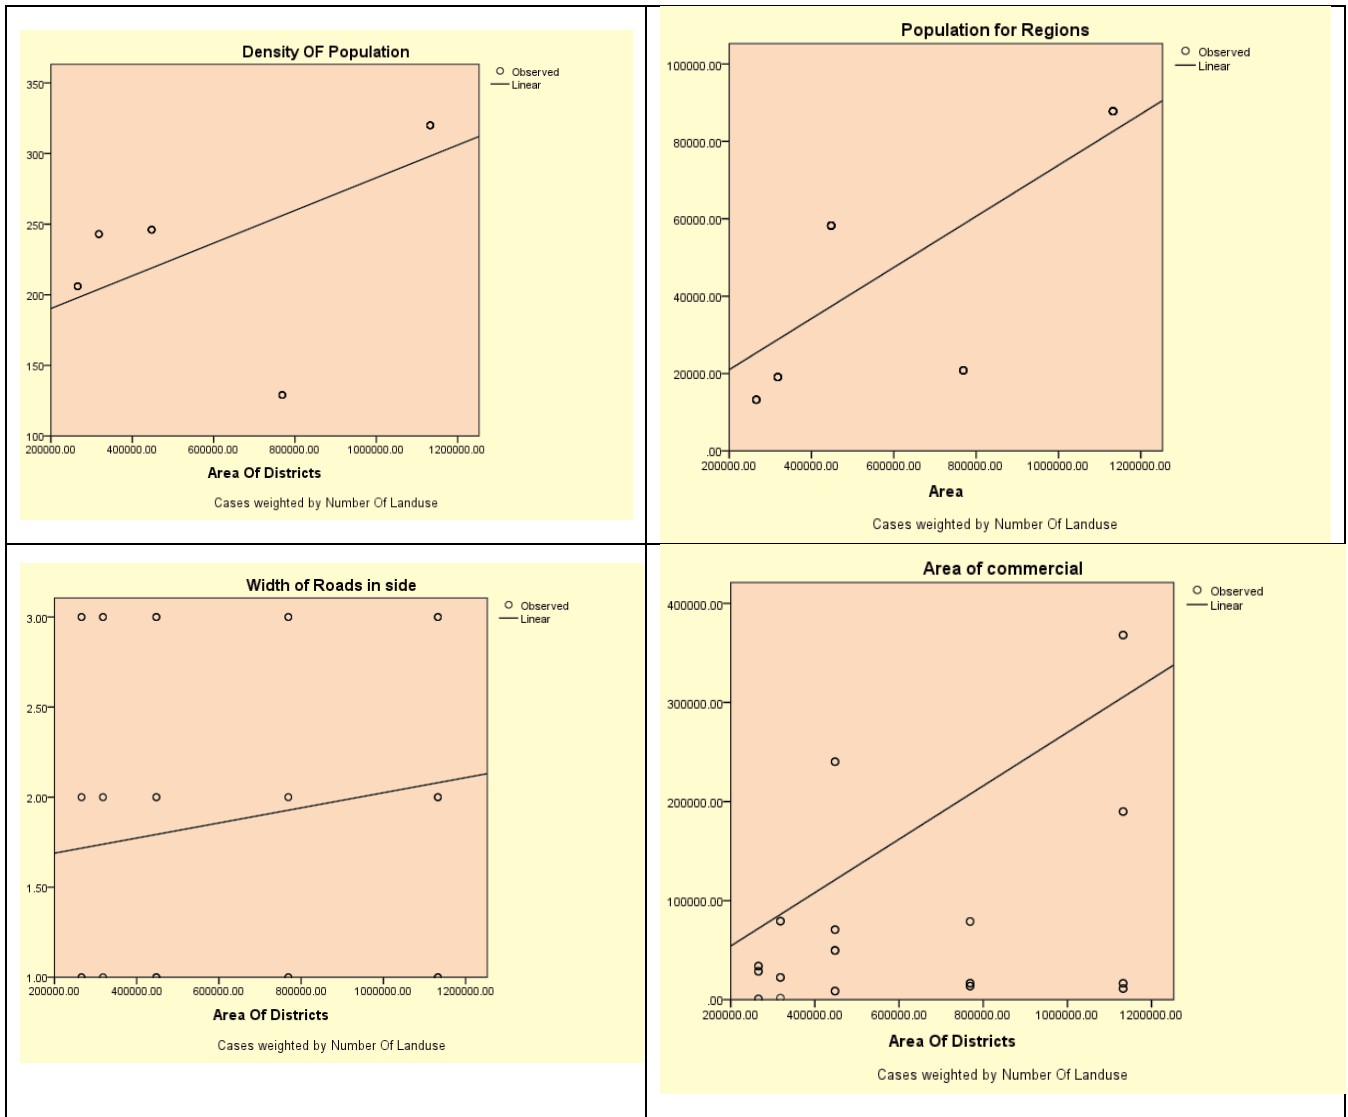 Density OF Population
Observed
Linear
350
300
250
200
150
100
200000.00 400000.00 600000.00 800000.00 1000000.00 1200000.00
Area Of Districts
Cases weighted by Number Of Landuse
Population for Regions
Observed
Linear
100000.00
80000.00
60000.00
40000.00
20000.00
.00
200000.00 400000.00 600000.00 800000.00 1000000.00 1200000.00
Area
Cases weighted by Number Of Landuse
Width of Roads in side
Observed
Linear
3.00
2.50
2.00
1.50
1.00
200000.00 400000.00 600000.00 800000.00 1000000.00 1200000.00
Area Of Districts
Cases weighted by Number Of Landuse
Area of commercial
Observed
Linear
400000.00
300000.00
200000.00
100000.00
.00
200000.00 400000.00 600000.00 800000.00 1000000.00 1200000.00
Area Of Districts
Cases weighted by Number Of Landuse